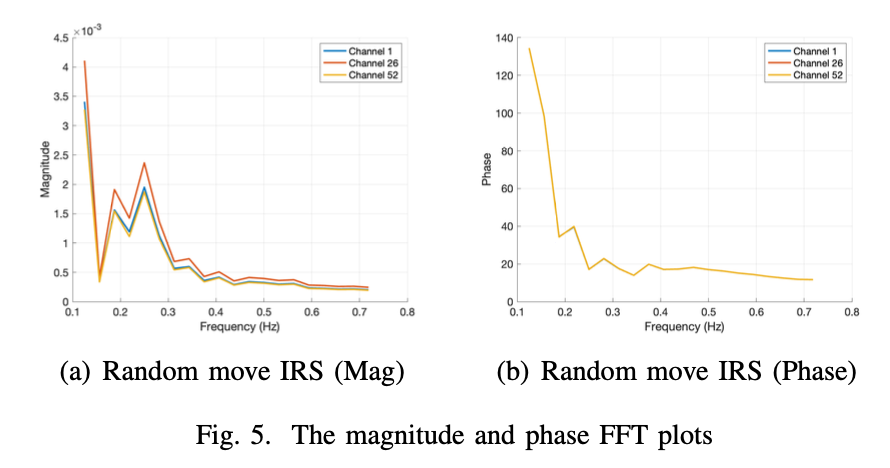 ×10⁻³
4.5
4
3.5
3
2.5
2
1.5
1
0.5
0
Magnitude
Channel 1
Channel 26
Channel 52
0.1 0.2 0.3 0.4 0.5 0.6 0.7 0.8
Frequency (Hz)
(a) Random move IRS (Mag)
140
120
100
80
60
40
20
0
Phase
Channel 1
Channel 26
Channel 52
0.1 0.2 0.3 0.4 0.5 0.6 0.7 0.8
Frequency (Hz)
(b) Random move IRS (Phase)
Fig. 5. The magnitude and phase FFT plots